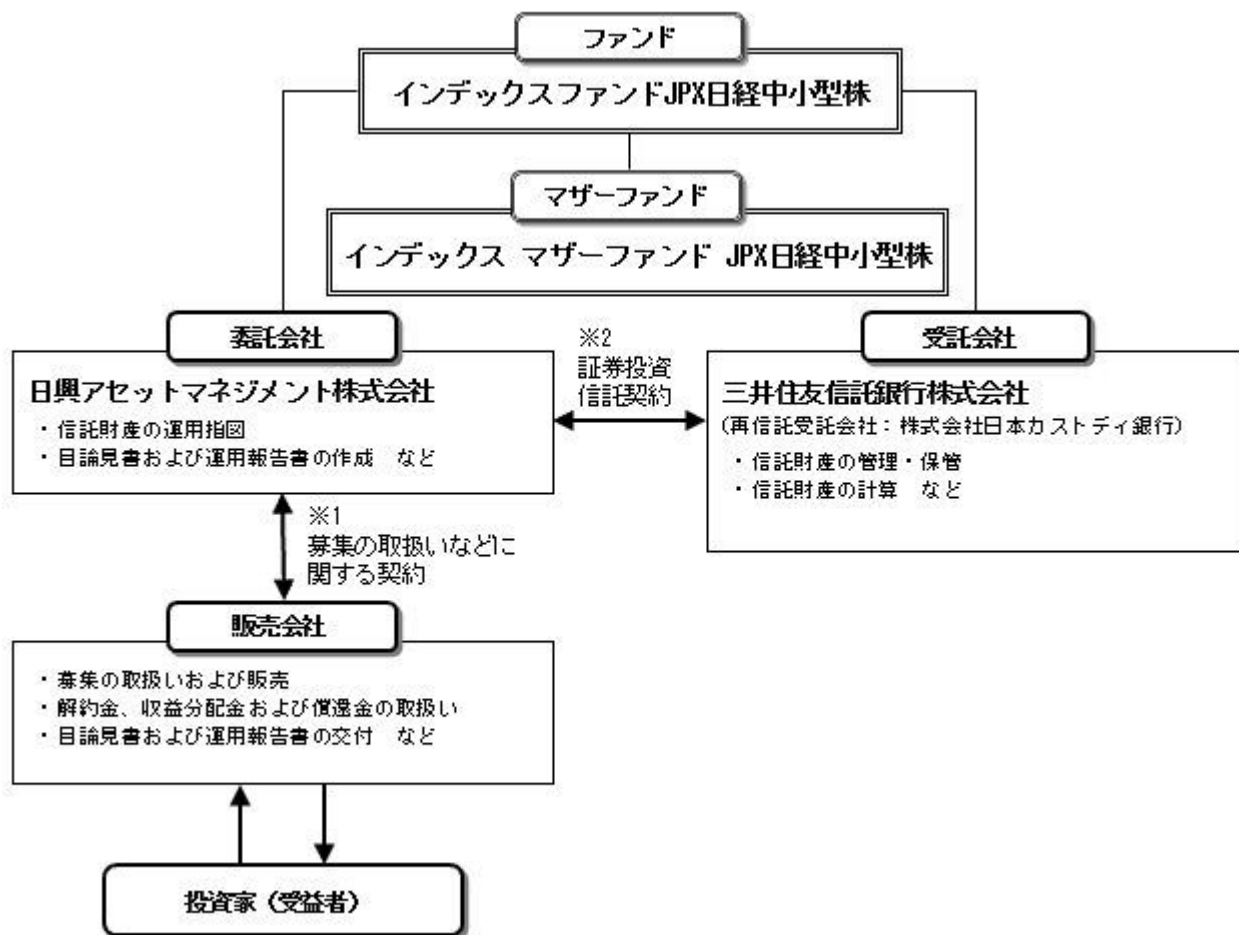 ファンド
インデックスファンドJPX日経中小型株
マザーファンド
インデックス マザーファンド JPX日経中小型株
委託会社
日興アセットマネジメント株式会社
・信託財産の運用指図
・目論見書および運用報告書の作成 など
※2
証券投資
信託契約
受託会社
三井住友信託銀行株式会社
(再信託受託会社：株式会社日本カストディ銀行)
・信託財産の管理・保管
・信託財産の計算 など
※1
募集の取扱いなどに
関する契約
販売会社
・募集の取扱いおよび販売
・解約金、収益分配金および償還金の取扱い
・目論見書および運用報告書の交付 など
投資家（受益者）